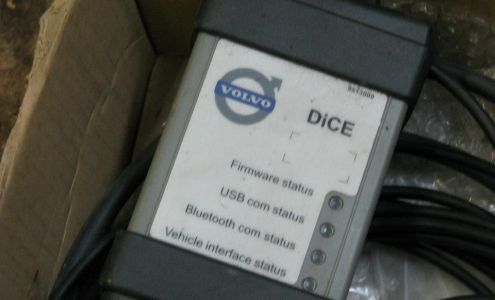 VOLVO
DiCE
Firmware status
USB com status
Bluetooth com status
Vehicle interface status